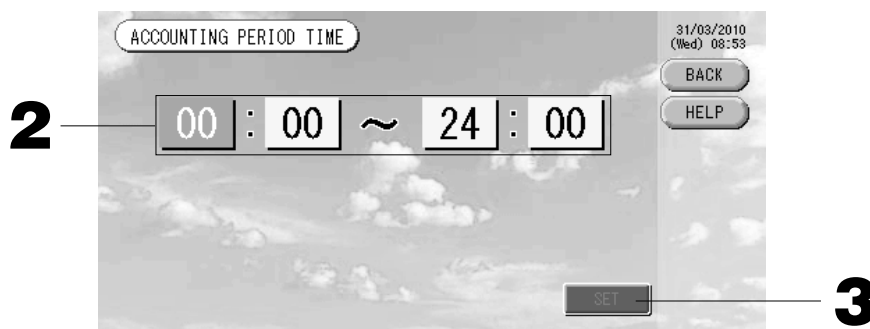 ACCOUNTING PERIOD TIME
31/03/2010
(Wed) 08:53
BACK
HELP
2
00 : 00 ~ 24 : 00
SET
3